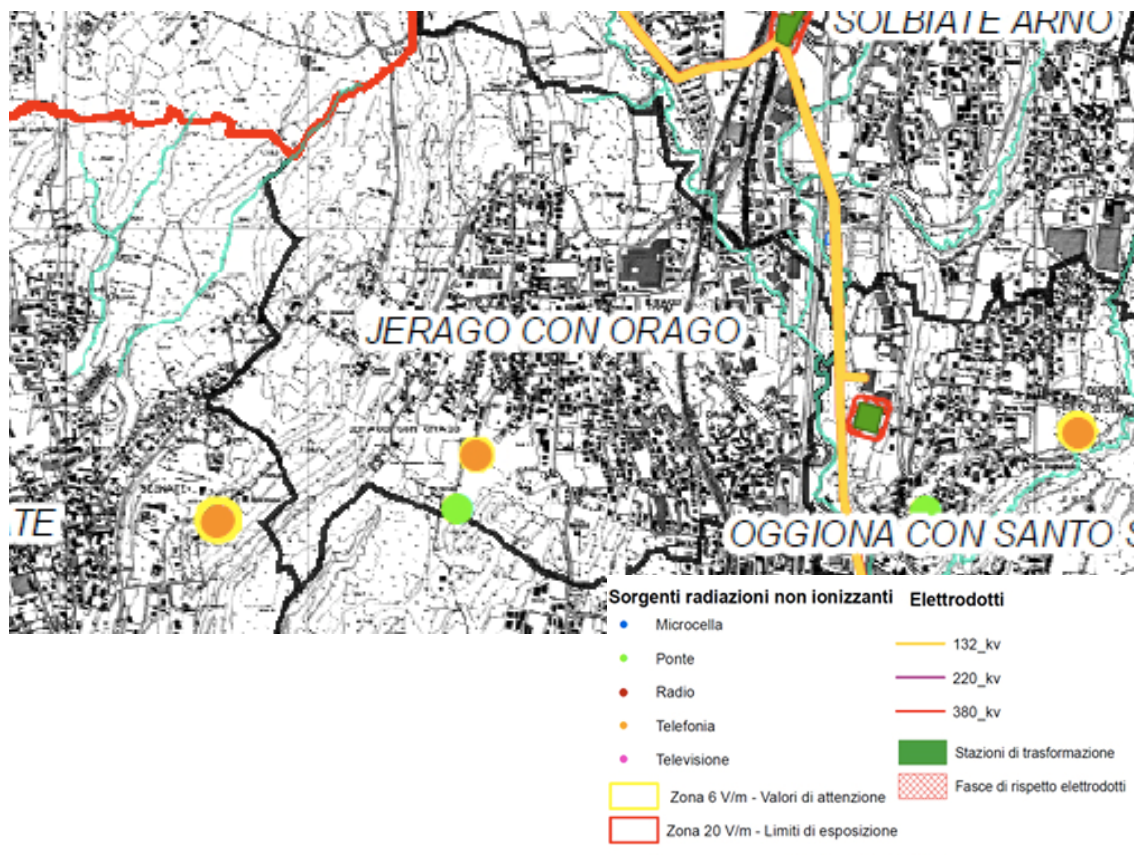 SOLBIATE ARNO
JERAGO CON ORAGO
ATE
OGGIONA CON SANTO S
Sorgenti radiazioni non ionizzanti
Microcella
Ponte
Radio
Telefonia
Televisione
Zona 6 V/m - Valori di attenzione
Zona 20 V/m - Limiti di esposizione
Elettrodotti
132_kv
220_kv
380_kv
Stazioni di trasformazione
Fasce di rispetto elettrodotti